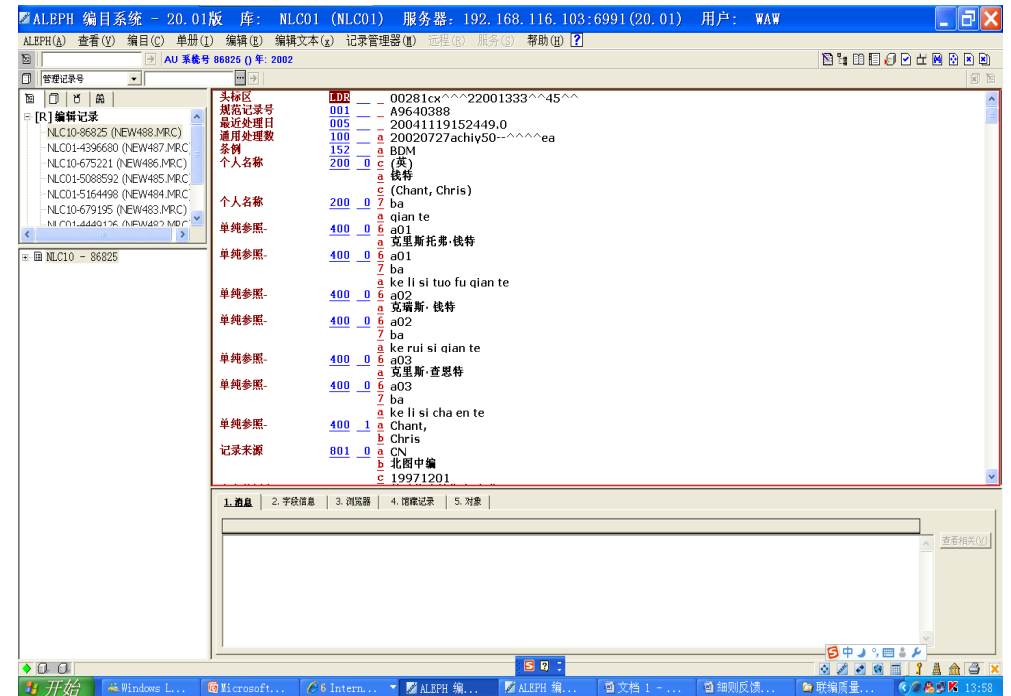 ALEPH 编目系统 - 20.01版 库: NLC01 (NLC01) 服务器: 192.168.116.103:6991(20.01) 用户: WAW
ALEPH(A) 查看(V) 编目(C) 单册(I) 编辑(E) 编辑文本(x) 记录管理器(M) 远程(R) 服务(S) 帮助(H)
AU 系统号 86825 () 年: 2002
管理记录号
[R] 编辑记录
NLC10-86825 (NEW488.MRC)
NLC01-4396680 (NEW487.MRC)
NLC10-675221 (NEW486.MRC)
NLC01-5088592 (NEW485.MRC)
NLC01-5164498 (NEW484.MRC)
NLC10-679195 (NEW483.MRC)
NLC01-4449126 (NEW482.MRC)
NLC10 - 86825
头标区 LDR _ _ 00281cx^^^22001333^^45^^
规范记录号 001 _ _ A9640388
最近处理日 005 _ _ 20041119152449.0
通用处理数 100 _ a 20020727achiy50--^^^^ea
条例 152 _ a BDM
个人名称 200 _0 c (英)
a 钱特
c (Chant, Chris)
个人名称 200 _0 7 ba
a qian te
单纯参照- 400 _0 6 a01
a 克里斯托弗·钱特
单纯参照- 400 _0 6 a01
7 ba
a ke li si tuo fu qian te
单纯参照- 400 _0 6 a02
a 克瑞斯·钱特
单纯参照- 400 _0 6 a02
7 ba
a ke rui si qian te
单纯参照- 400 _0 6 a03
a 克里斯·查恩特
单纯参照- 400 _0 6 a03
7 ba
a ke li si cha en te
单纯参照- 400 _1 a Chant,
b Chris
记录来源 801 _0 a CN
b 北图中编
c 19971201
1. 消息 2. 字段信息 3. 浏览器 4. 馆藏记录 5. 对象
查看相关(V)
中
开始 Windows L... Microsoft... 6 Intern... ALEPH 编... ALEPH 编... 文档 1 - ... 细则反馈... 联编质量... 13:58